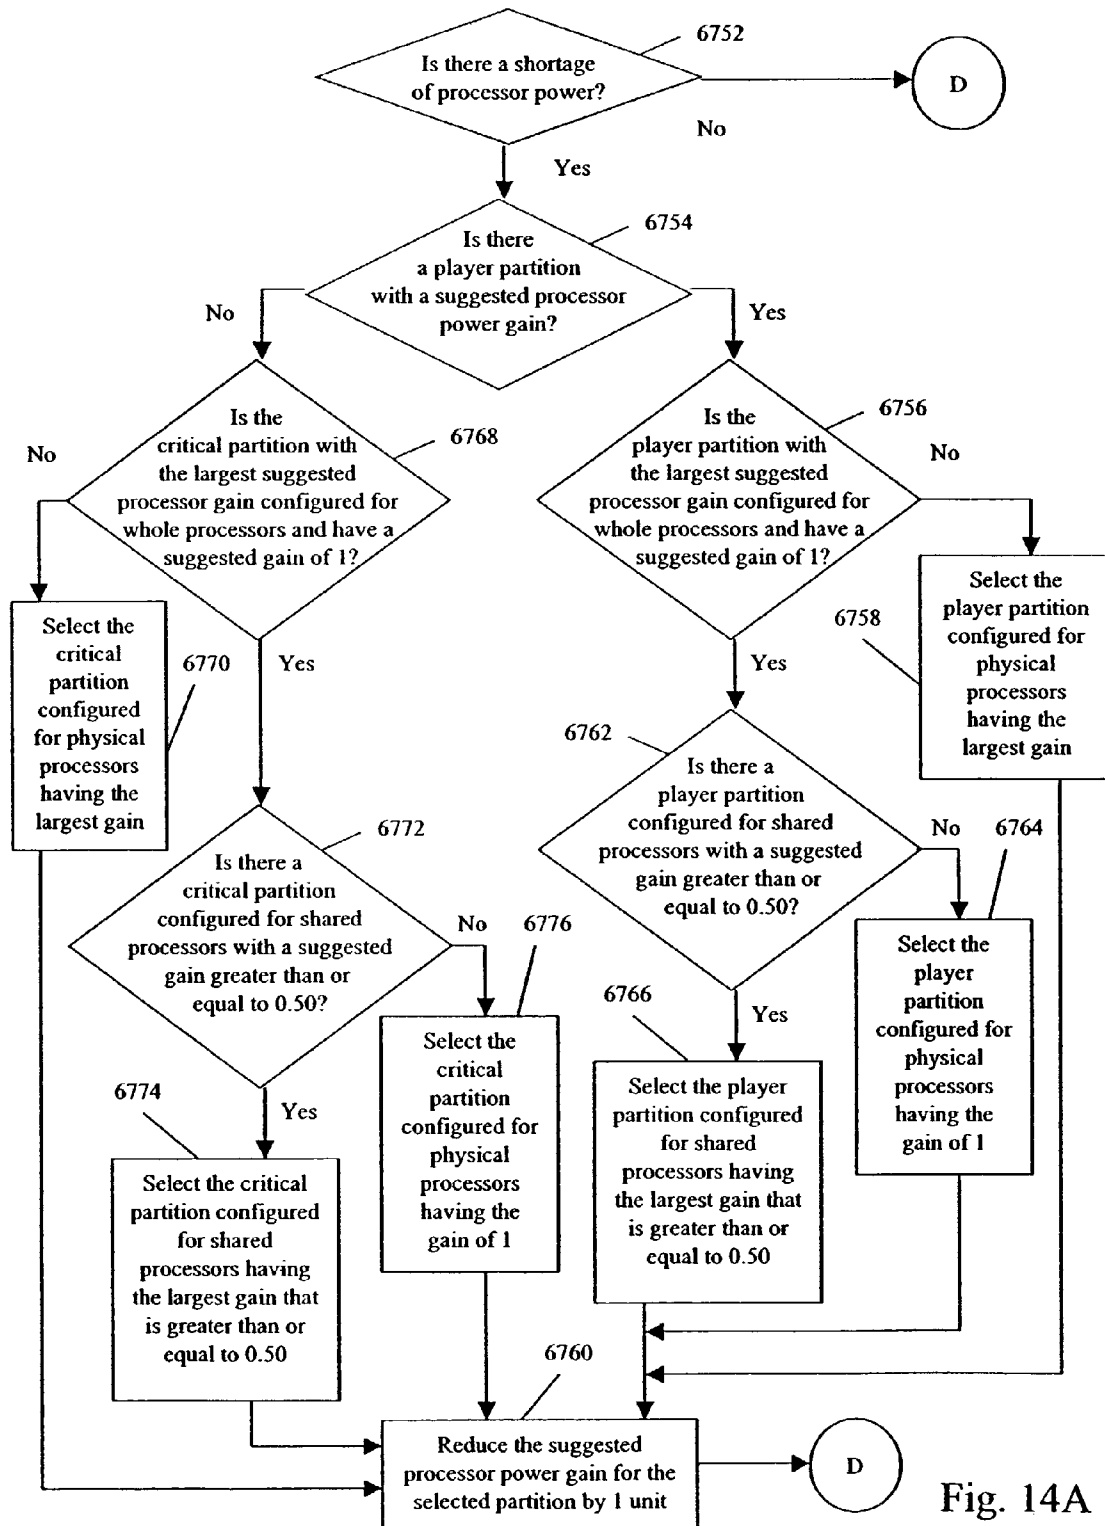 6752
Is there a shortage
of processor power?
D
No
Yes
6754
Is there
a player partition
with a suggested processor
power gain?
No
Yes
6768
Is the
critical partition with
the largest suggested
processor gain configured for
whole processors and have a
suggested gain of 1?
No
6756
Is the
player partition with
the largest suggested
processor gain configured for
whole processors and have a
suggested gain of 1?
No
Select the
critical
partition
configured
for physical
processors
having the
largest gain
6770
Yes
6758
Select the
player partition
configured for
physical
processors
having the
largest gain
Yes
6762
Is there a
player partition
configured for shared
processors with a suggested
gain greater than or
equal to 0.50?
No
6764
6772
Is there a
critical partition
configured for shared
processors with a suggested
gain greater than or
equal to 0.50?
No
6776
Select the
player
partition
configured for
physical
processors
having the
gain of 1
6766
Yes
Select the
critical
partition
configured for
physical
processors
having the
gain of 1
Select the player
partition configured
for shared
processors having
the largest gain that
is greater than or
equal to 0.50
6774
Yes
Select the critical
partition configured
for shared
processors having
the largest gain that
is greater than or
equal to 0.50
6760
Reduce the suggested
processor power gain for the
selected partition by 1 unit
D
Fig. 14A